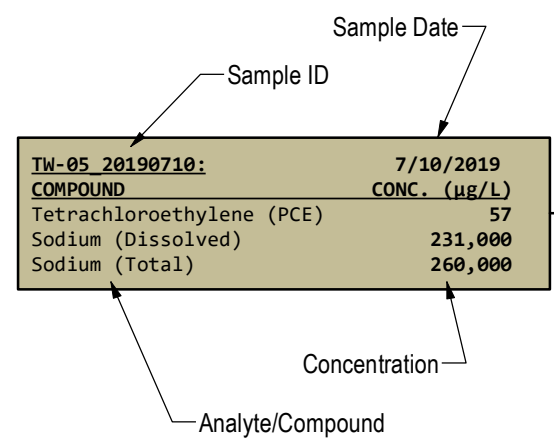 Sample Date
Sample ID
TW-05_20190710: 7/10/2019
COMPOUND CONC. (µg/L)
Tetrachloroethylene (PCE) 57
Sodium (Dissolved) 231,000
Sodium (Total) 260,000
Concentration
Analyte/Compound